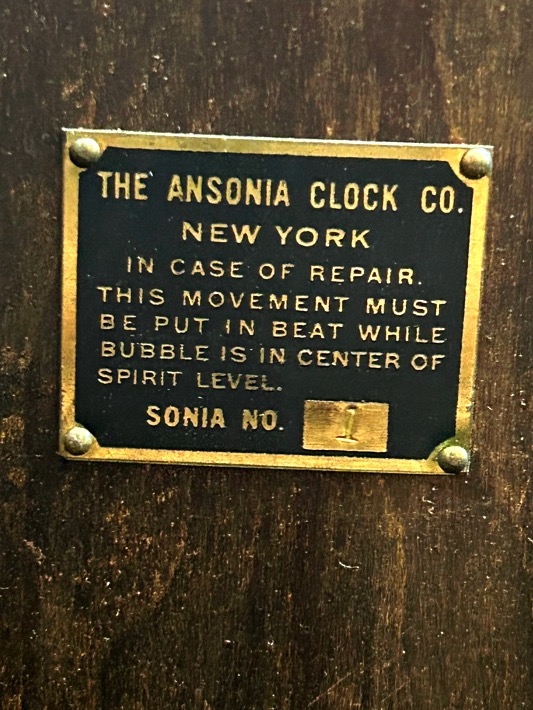 THE ANSONIA CLOCK CO.
NEW YORK
IN CASE OF REPAIR.
THIS MOVEMENT MUST
BE PUT IN BEAT WHILE
BUBBLE IS IN CENTER OF
SPIRIT LEVEL.
SONIA NO. 1